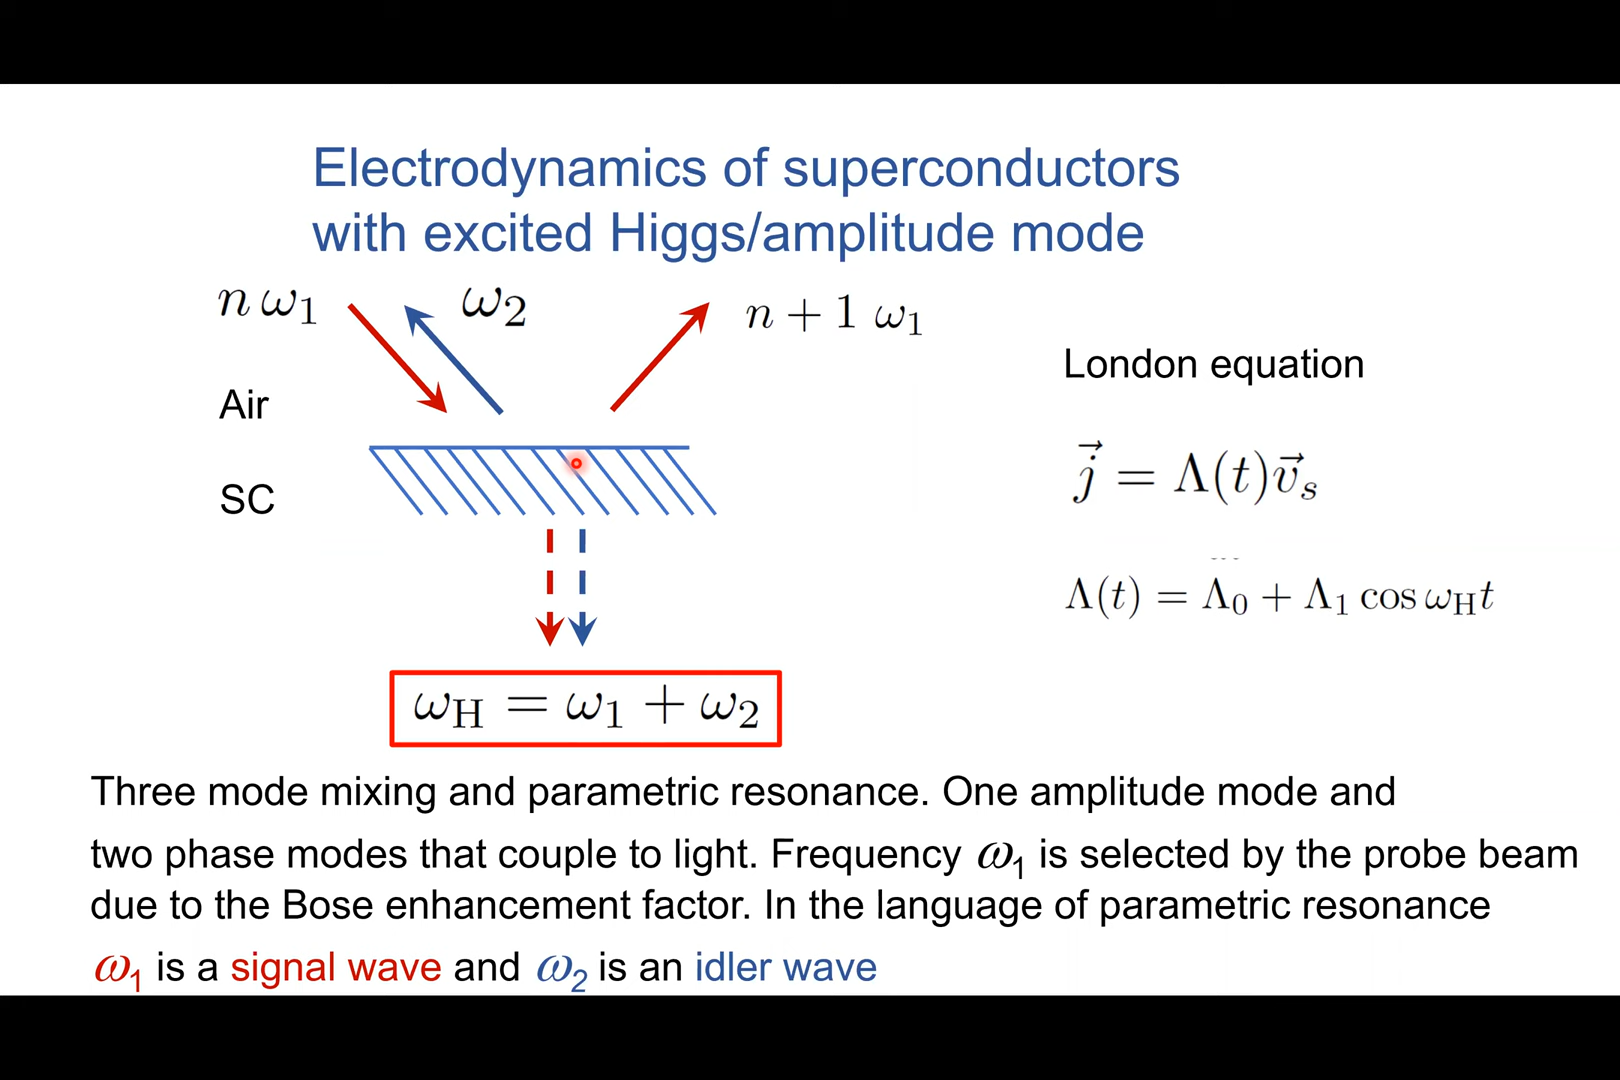 Electrodynamics of superconductors
with excited Higgs/amplitude mode
n ω₁
ω₂
n + 1 ω₁
Air
SC
London equation
j⃗ = Λ(t)v⃗ₛ
Λ(t) = Λ₀ + Λ₁ cos ω_H t
ω_H = ω₁ + ω₂
Three mode mixing and parametric resonance. One amplitude mode and
two phase modes that couple to light. Frequency ω₁ is selected by the probe beam
due to the Bose enhancement factor. In the language of parametric resonance
ω₁ is a signal wave and ω₂ is an idler wave